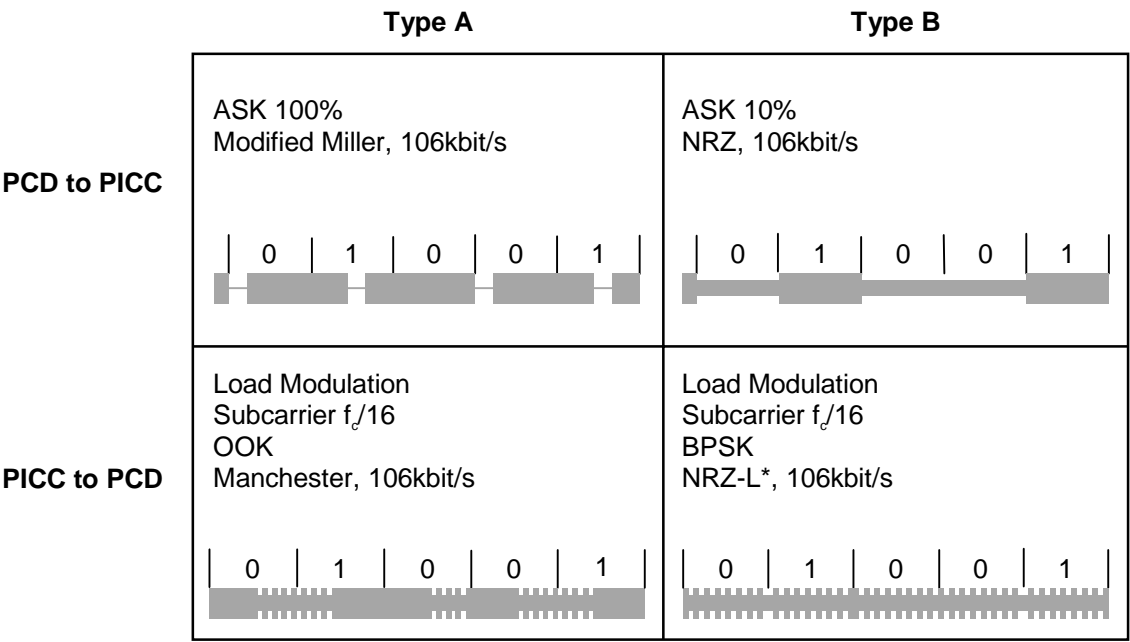 Type A
Type B
PCD to PICC
ASK 100%
Modified Miller, 106kbit/s
0 1 0 0 1
ASK 10%
NRZ, 106kbit/s
0 1 0 0 1
PICC to PCD
Load Modulation
Subcarrier fc/16
OOK
Manchester, 106kbit/s
0 1 0 0 1
Load Modulation
Subcarrier fc/16
BPSK
NRZ-L*, 106kbit/s
0 1 0 0 1